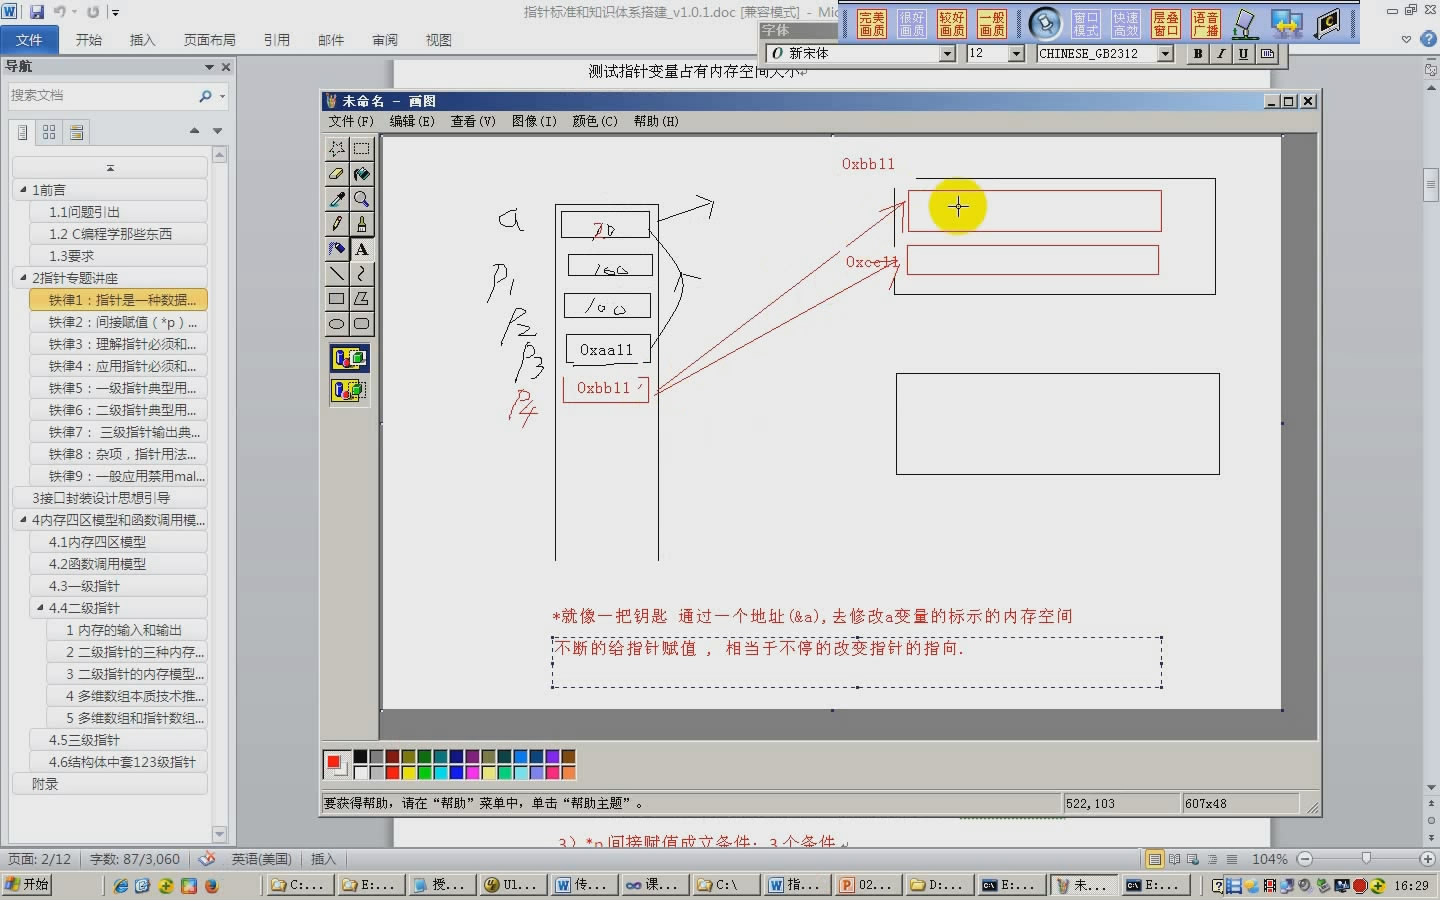 指针标准和知识体系搭建_v1.0.1.doc [兼容模式] - Mic
完美画质 很好画质 较好画质 一般画质 窗口模式 快速高效 层叠窗口 语音广播
文件 开始 插入 页面布局 引用 邮件 审阅 视图
字体
新宋体 12 CHINESE_GB2312 B I U
导航
搜索文档
1前言
1.1问题引出
1.2 C编程学那些东西
1.3要求
2指针专题讲座
铁律1：指针是一种数据...
铁律2：间接赋值（*p）...
铁律3：理解指针必须和...
铁律4：应用指针必须和...
铁律5：一级指针典型用...
铁律6：二级指针典型用...
铁律7： 三级指针输出典...
铁律8：杂项，指针用法...
铁律9：一般应用禁用mal...
3接口封装设计思想引导
4内存四区模型和函数调用模...
4.1内存四区模型
4.2函数调用模型
4.3一级指针
4.4二级指针
1 内存的输入和输出
2 二级指针的三种内存...
3 二级指针的内存模型...
4 多维数组本质技术推...
5 多维数组和指针数组...
4.5三级指针
4.6结构体中套123级指针
附录
测试指针变量占有内存空间大小
未命名 - 画图
文件(F) 编辑(E) 查看(V) 图像(I) 颜色(C) 帮助(H)
A
0xbb11
a
0xcc11
p1 100
p2 100
p3 0xaa11
p4 0xbb11
*就像一把钥匙 通过一个地址(&a),去修改a变量的标示的内存空间
不断的给指针赋值 , 相当于不停的改变指针的指向.
要获得帮助，请在“帮助”菜单中，单击“帮助主题”。 522,103 607x48
3）*p 间接赋值成立条件：3个条件
页面: 2/12 字数: 87/3,060 英语(美国) 插入 104%
开始 C:... E:... 授... Ul... 传... 课... C:\ 指... 02... D:... E:... 未... E:... 16:29